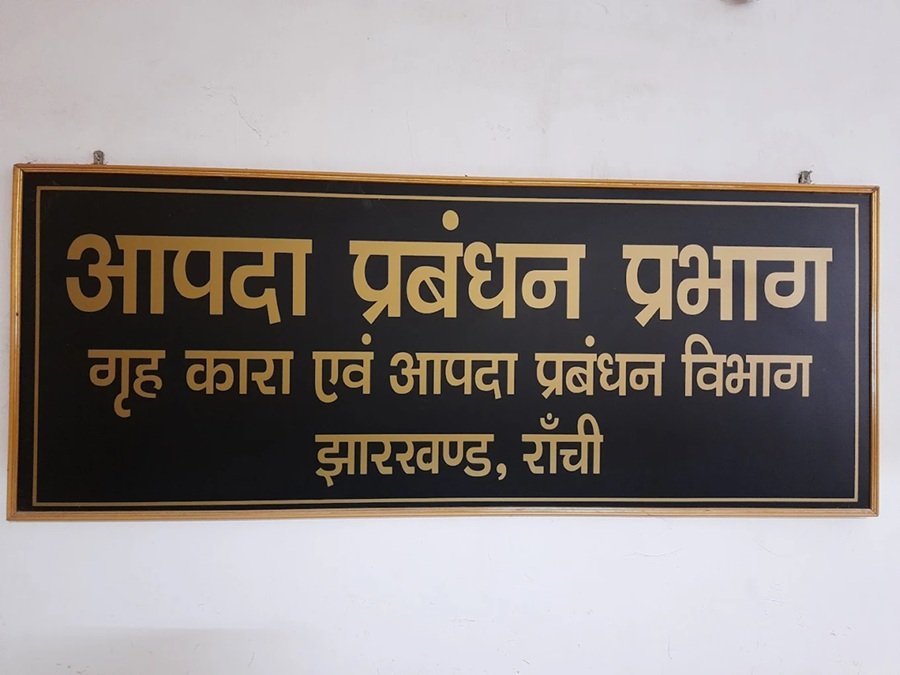 आपदा प्रबंधन प्रभाग
गृह कारा एवं आपदा प्रबंधन विभाग
झारखण्ड, राँची